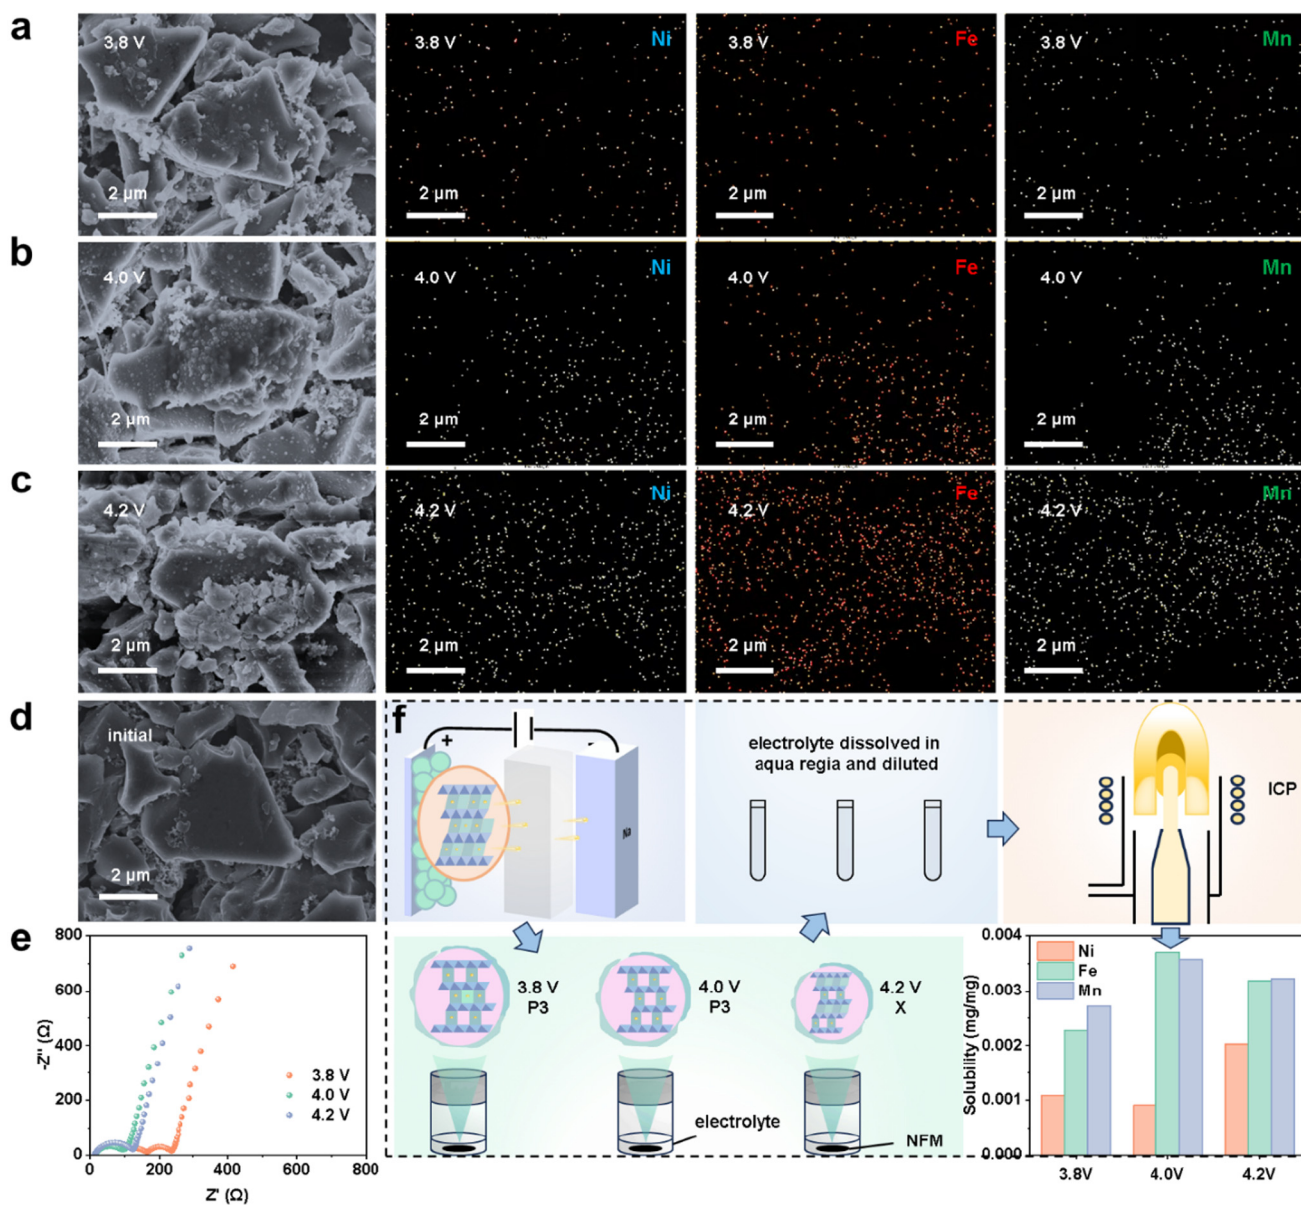 a
3.8 V
2 μm
3.8 V
Ni
2 μm
3.8 V
Fe
2 μm
3.8 V
Mn
2 μm
b
4.0 V
2 μm
4.0 V
Ni
2 μm
4.0 V
Fe
2 μm
4.0 V
Mn
2 μm
c
4.2 V
2 μm
4.2 V
Ni
2 μm
4.2 V
Fe
2 μm
4.2 V
Mn
2 μm
d
initial
2 μm
f
+
-
Na
electrolyte dissolved in
aqua regia and diluted
ICP
3.8 V
P3
4.0 V
P3
4.2 V
X
electrolyte
NFM
e
800
600
400
200
0
-Z'' (Ω)
3.8 V
4.0 V
4.2 V
0
200
400
600
800
Z' (Ω)
0.004
0.003
0.002
0.001
0.000
Solubility (mg/mg)
Ni
Fe
Mn
3.8V
4.0V
4.2V